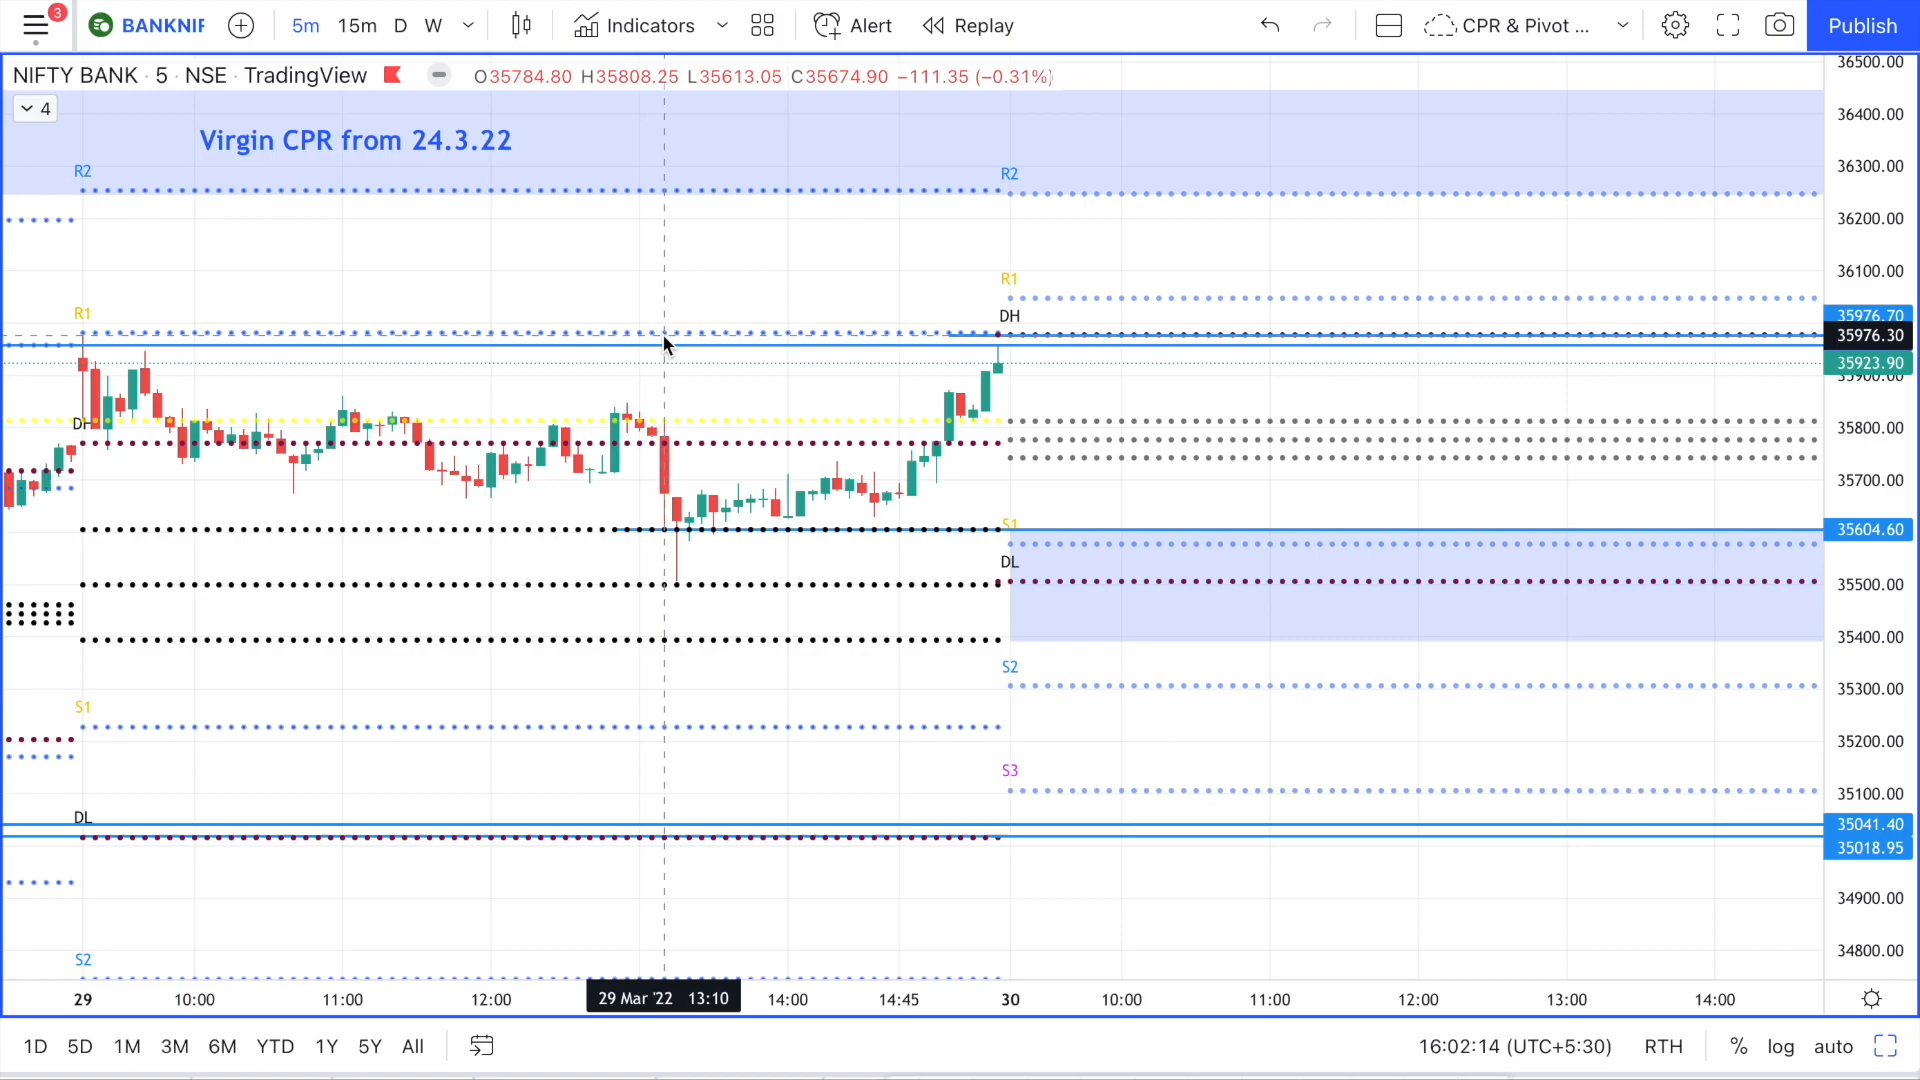 3
BANKNIF
5m 15m D W Indicators Alert Replay CPR & Pivot ... Publish
NIFTY BANK · 5 · NSE · TradingView O35784.80 H35808.25 L35613.05 C35674.90 −111.35 (−0.31%)
4
Virgin CPR from 24.3.22
R2
R2
R1
R1
DH
DH
S1
DL
S2
S1
S3
DL
S2
36500.00
36400.00
36300.00
36200.00
36100.00
35976.70
35976.30
35923.90
35900.00
35800.00
35700.00
35604.60
35500.00
35400.00
35300.00
35200.00
35100.00
35041.40
35018.95
34900.00
34800.00
29 10:00 11:00 12:00 29 Mar '22 13:10 14:00 14:45 30 10:00 11:00 12:00 13:00 14:00
1D 5D 1M 3M 6M YTD 1Y 5Y All 16:02:14 (UTC+5:30) RTH % log auto